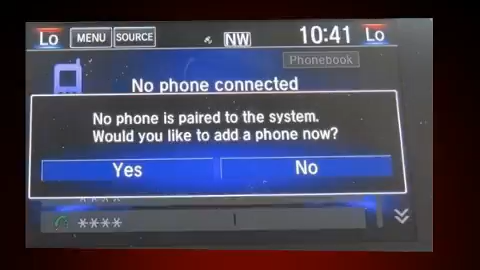 Lo MENU SOURCE NW 10:41 Lo
Phonebook
No phone connected
No phone is paired to the system.
Would you like to add a phone now?
Yes No
****
****